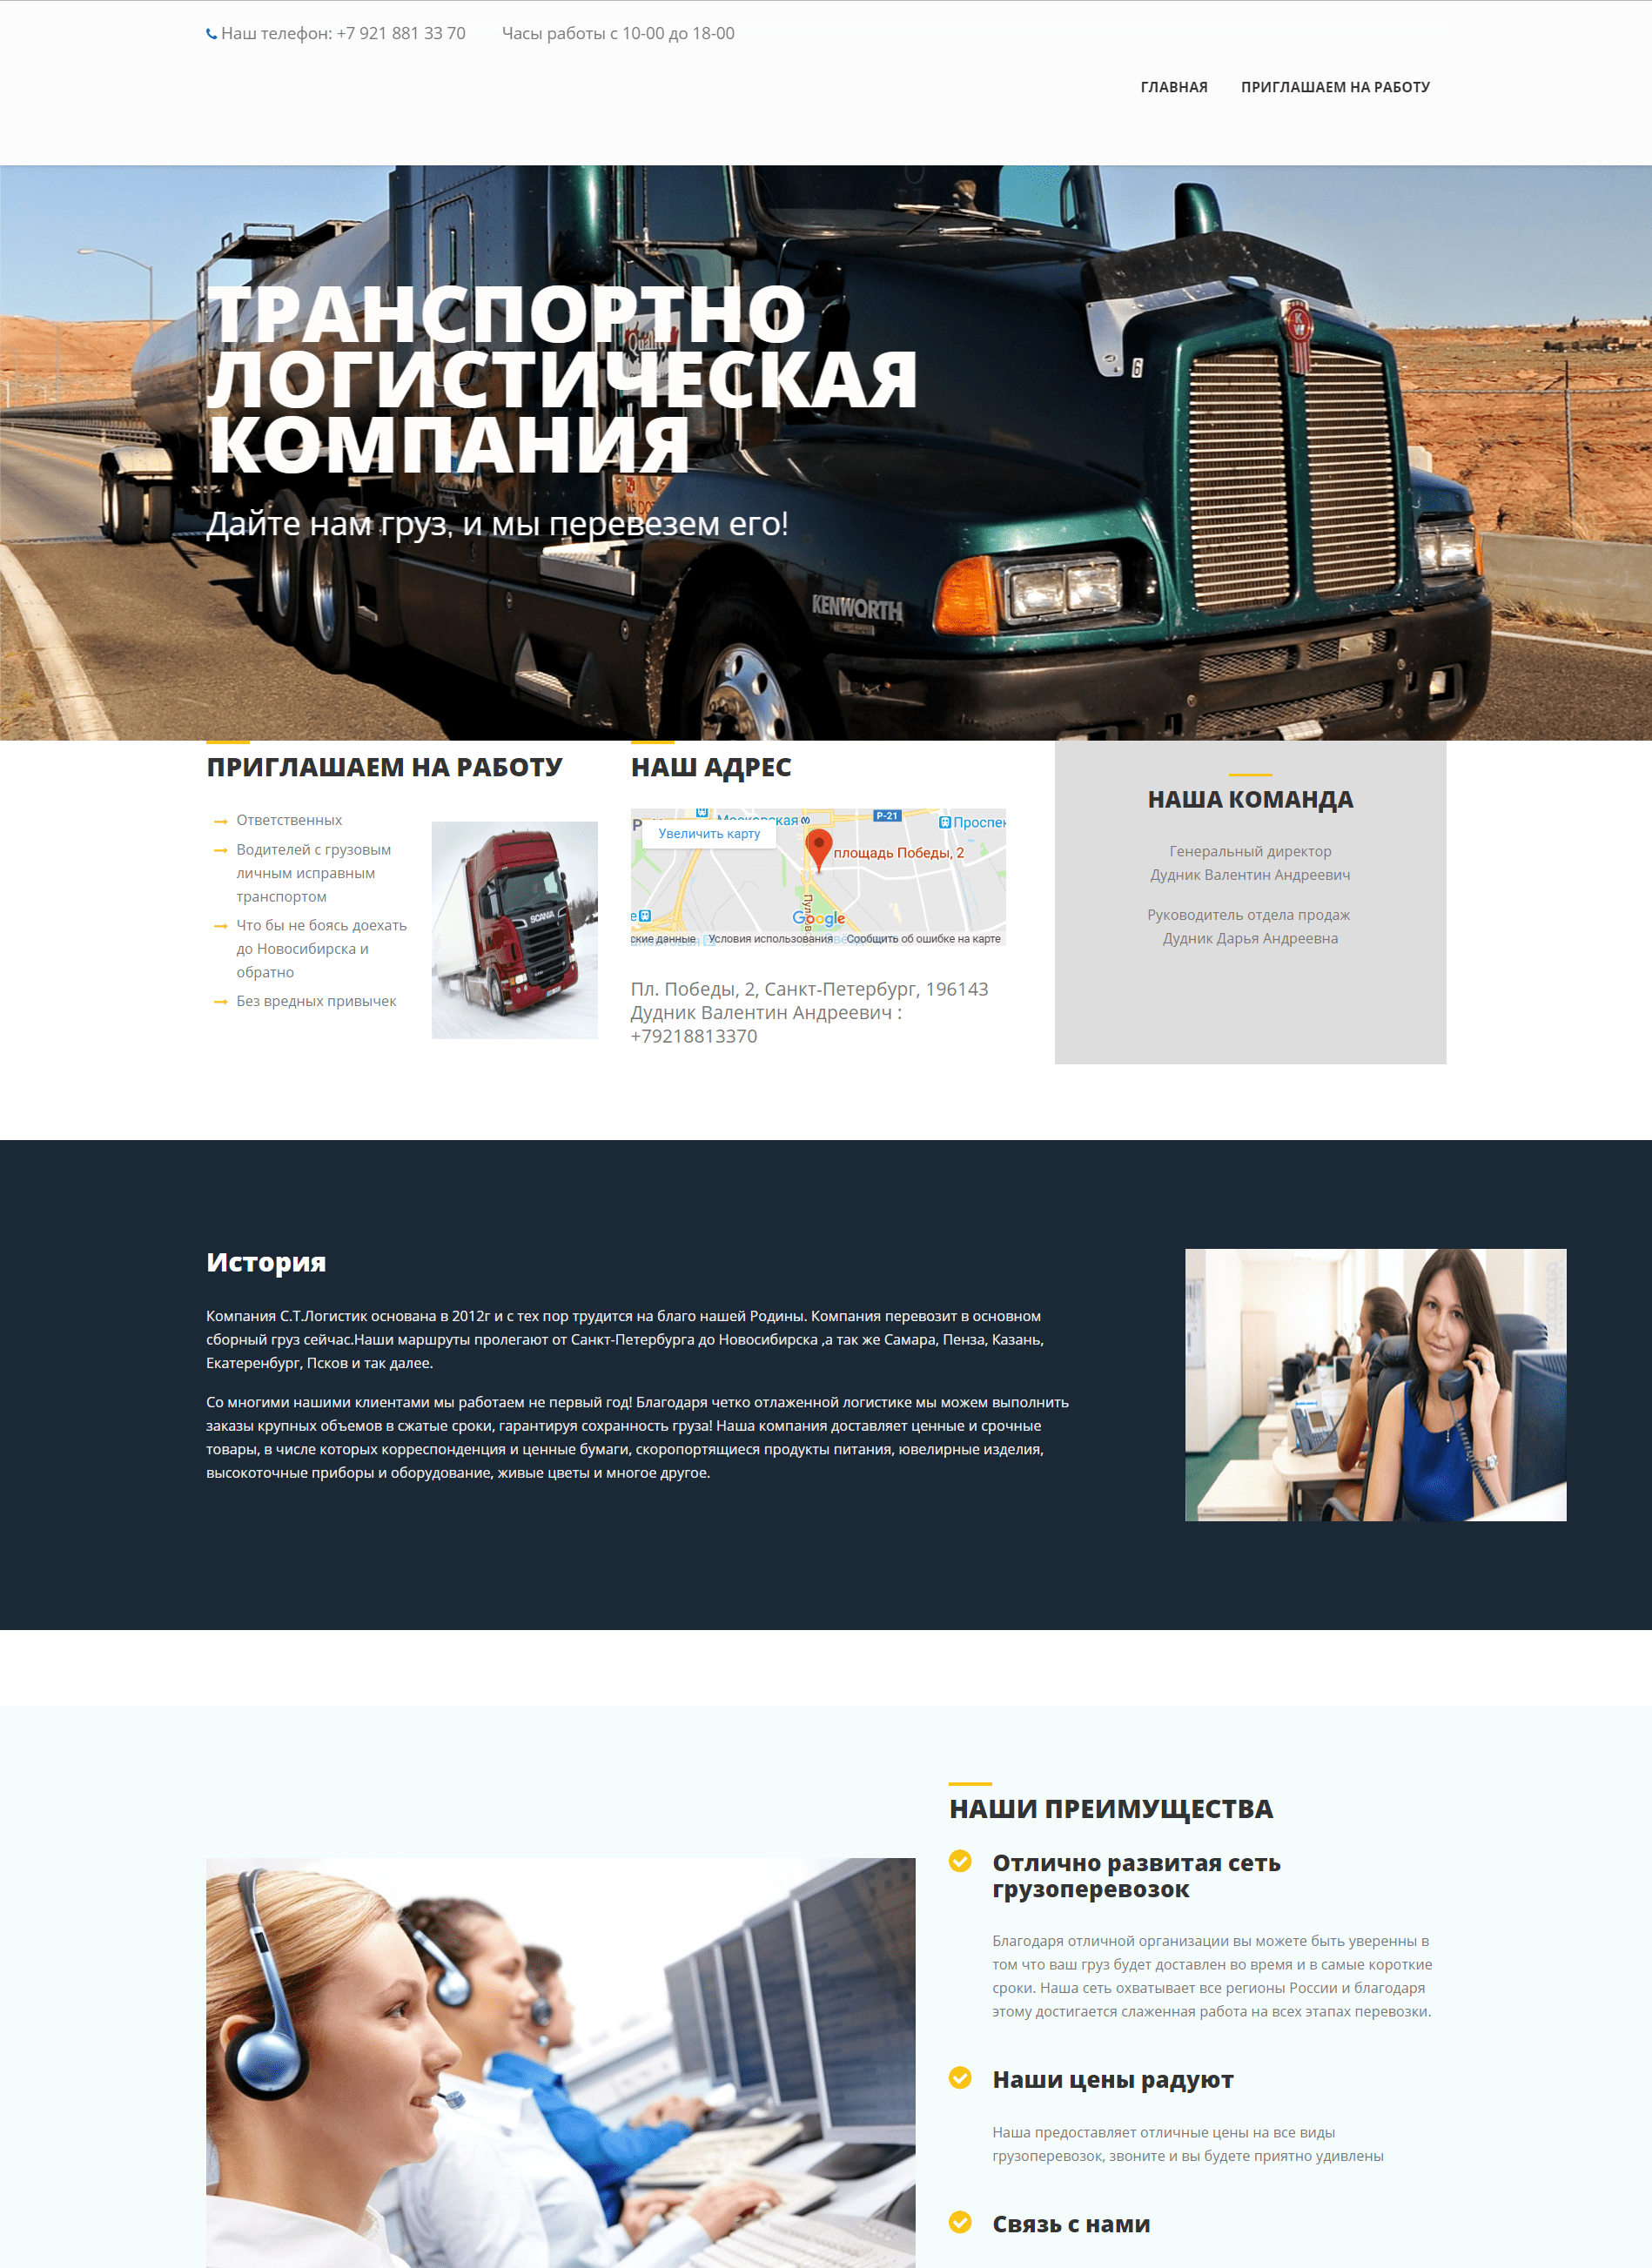 Наш телефон: +7 921 881 33 70 Часы работы с 10-00 до 18-00
ГЛАВНАЯ ПРИГЛАШАЕМ НА РАБОТУ
ТРАНСПОРТНО
ЛОГИСТИЧЕСКАЯ
КОМПАНИЯ
Дайте нам груз, и мы перевезем его!
Quality
KW
6
KENWORTH
ПРИГЛАШАЕМ НА РАБОТУ
Ответственных
Водителей с грузовым
личным исправным
транспортом
Что бы не боясь доехать
до Новосибирска и
обратно
Без вредных привычек
SCANIA
НАШ АДРЕС
Московская
P-21
Проспек
Увеличить карту
площадь Победы, 2
Google
ские данные Условия использования Сообщить об ошибке на карте
Пл. Победы, 2, Санкт-Петербург, 196143
Дудник Валентин Андреевич :
+79218813370
НАША КОМАНДА
Генеральный директор
Дудник Валентин Андреевич
Руководитель отдела продаж
Дудник Дарья Андреевна
История
Компания С.Т.Логистик основана в 2012г и с тех пор трудится на благо нашей Родины. Компания перевозит в основном
сборный груз сейчас.Наши маршруты пролегают от Санкт-Петербурга до Новосибирска ,а так же Самара, Пенза, Казань,
Екатеренбург, Псков и так далее.
Со многими нашими клиентами мы работаем не первый год! Благодаря четко отлаженной логистике мы можем выполнить
заказы крупных объемов в сжатые сроки, гарантируя сохранность груза! Наша компания доставляет ценные и срочные
товары, в числе которых корреспонденция и ценные бумаги, скоропортящиеся продукты питания, ювелирные изделия,
высокоточные приборы и оборудование, живые цветы и многое другое.
НАШИ ПРЕИМУЩЕСТВА
Отлично развитая сеть
грузоперевозок
Благодаря отличной организации вы можете быть уверенны в
том что ваш груз будет доставлен во время и в самые короткие
сроки. Наша сеть охватывает все регионы России и благодаря
этому достигается слаженная работа на всех этапах перевозки.
Наши цены радуют
Наша предоставляет отличные цены на все виды
грузоперевозок, звоните и вы будете приятно удивлены
Связь с нами